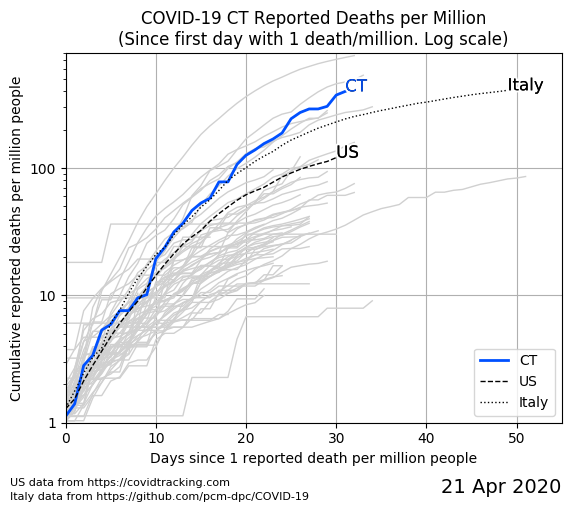 COVID-19 CT Reported Deaths per Million
(Since first day with 1 death/million. Log scale)
Cumulative reported deaths per million people
100
10
1
CT
Italy
US
CT
US
Italy
0 10 20 30 40 50
Days since 1 reported death per million people
US data from https://covidtracking.com
Italy data from https://github.com/pcm-dpc/COVID-19
21 Apr 2020